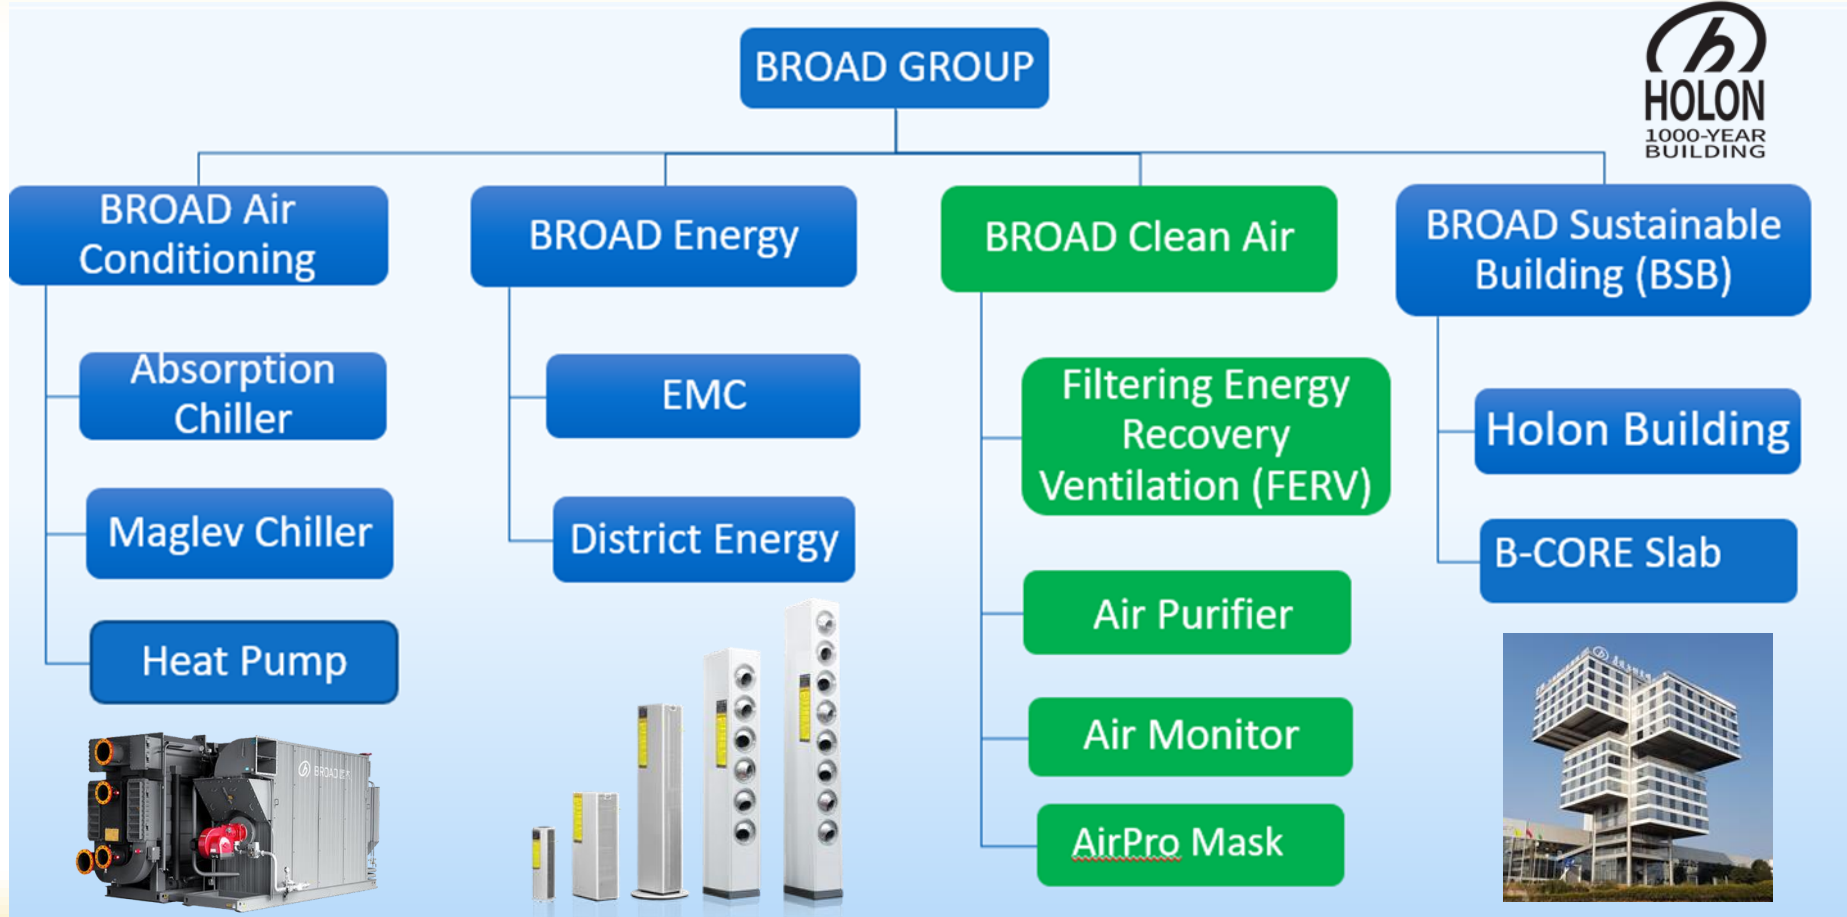 BROAD GROUP
HOLON
1000-YEAR
BUILDING
BROAD Air
Conditioning
Absorption
Chiller
Maglev Chiller
Heat Pump
BROAD
BROAD Energy
EMC
District Energy
BROAD Clean Air
Filtering Energy
Recovery
Ventilation (FERV)
Air Purifier
Air Monitor
AirPro Mask
BROAD Sustainable
Building (BSB)
Holon Building
B-CORE Slab